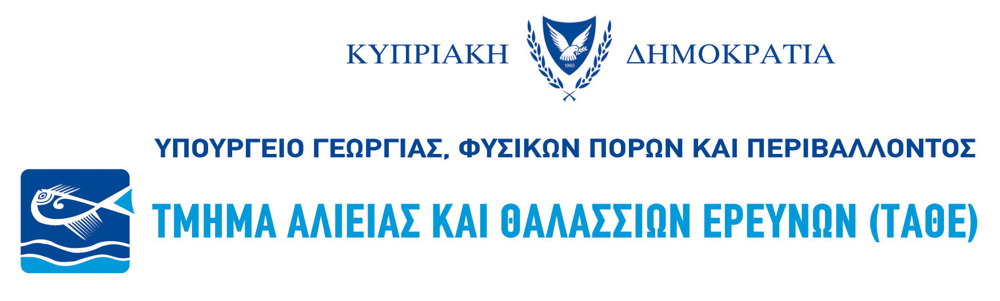 ΚΥΠΡΙΑΚΗ ΔΗΜΟΚΡΑΤΙΑ
1960
ΥΠΟΥΡΓΕΙΟ ΓΕΩΡΓΙΑΣ, ΦΥΣΙΚΩΝ ΠΟΡΩΝ ΚΑΙ ΠΕΡΙΒΑΛΛΟΝΤΟΣ
ΤΜΗΜΑ ΑΛΙΕΙΑΣ ΚΑΙ ΘΑΛΑΣΣΙΩΝ ΕΡΕΥΝΩΝ (ΤΑΘΕ)